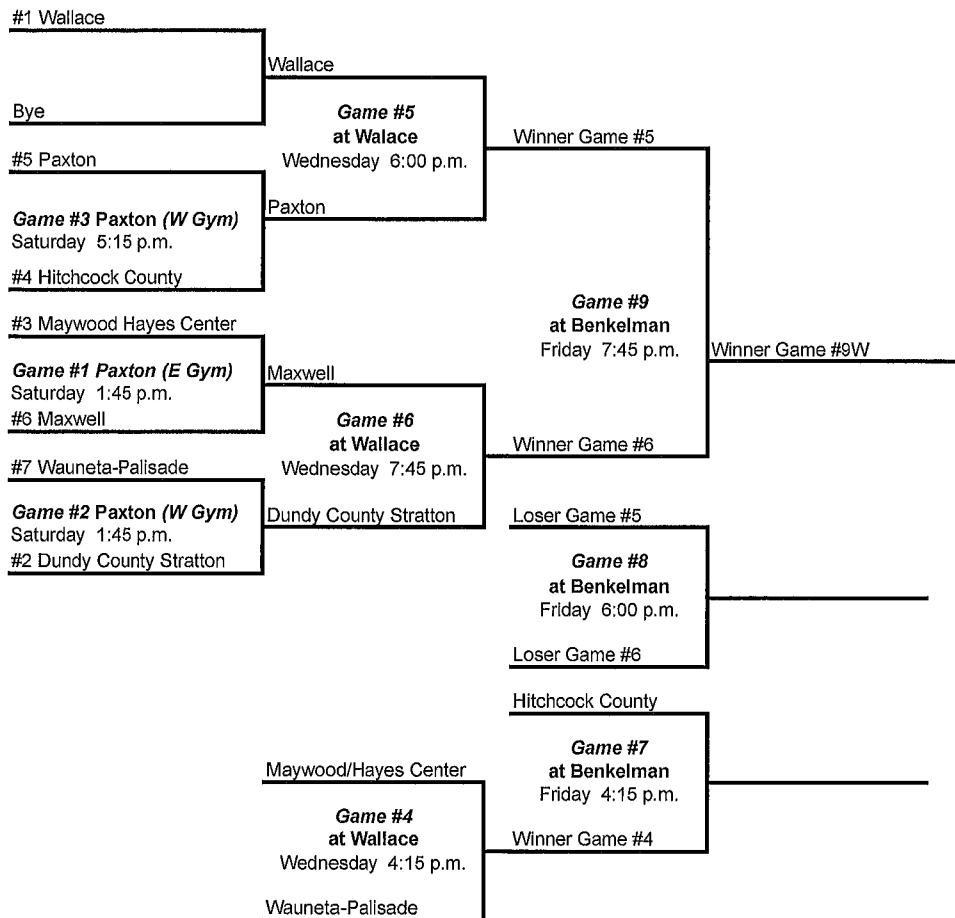 #1 Wallace
Wallace
Bye
Game #5
at Walace
Wednesday 6:00 p.m.
Winner Game #5
#5 Paxton
Paxton
Game #3 Paxton (W Gym)
Saturday 5:15 p.m.
#4 Hitchcock County
Game #9
at Benkelman
Friday 7:45 p.m.
Winner Game #9W
#3 Maywood Hayes Center
Game #1 Paxton (E Gym)
Saturday 1:45 p.m.
#6 Maxwell
Maxwell
Game #6
at Wallace
Wednesday 7:45 p.m.
Winner Game #6
#7 Wauneta-Palisade
Game #2 Paxton (W Gym)
Saturday 1:45 p.m.
#2 Dundy County Stratton
Dundy County Stratton
Loser Game #5
Game #8
at Benkelman
Friday 6:00 p.m.
Loser Game #6
Hitchcock County
Game #7
at Benkelman
Friday 4:15 p.m.
Maywood/Hayes Center
Game #4
at Wallace
Wednesday 4:15 p.m.
Winner Game #4
Wauneta-Palisade